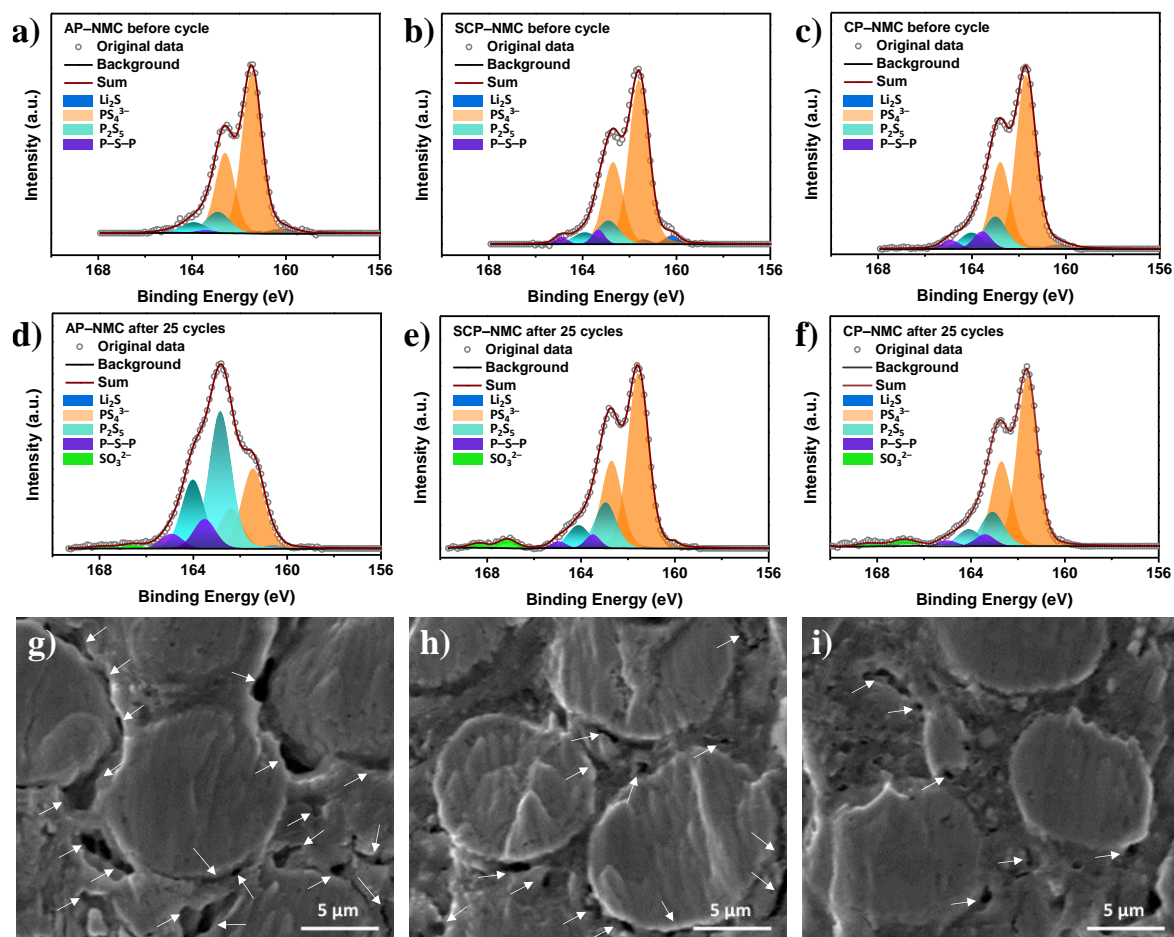 a)
AP–NMC before cycle
Original data
Background
Sum
Li₂S
PS₄³⁻
P₂S₅
P–S–P
Intensity (a.u.)
168 164 160 156
Binding Energy (eV)
b)
SCP–NMC before cycle
Original data
Background
Sum
Li₂S
PS₄³⁻
P₂S₅
P–S–P
Intensity (a.u.)
168 164 160 156
Binding Energy (eV)
c)
CP–NMC before cycle
Original data
Background
Sum
Li₂S
PS₄³⁻
P₂S₅
P–S–P
Intensity (a.u.)
168 164 160 156
Binding Energy (eV)
d)
AP–NMC after 25 cycles
Original data
Background
Sum
Li₂S
PS₄³⁻
P₂S₅
P–S–P
SO₃²⁻
Intensity (a.u.)
168 164 160 156
Binding Energy (eV)
e)
SCP–NMC after 25 cycles
Original data
Background
Sum
Li₂S
PS₄³⁻
P₂S₅
P–S–P
SO₃²⁻
Intensity (a.u.)
168 164 160 156
Binding Energy (eV)
f)
CP–NMC after 25 cycles
Original data
Background
Sum
Li₂S
PS₄³⁻
P₂S₅
P–S–P
SO₃²⁻
Intensity (a.u.)
168 164 160 156
Binding Energy (eV)
g)
5 μm
h)
5 μm
i)
5 μm